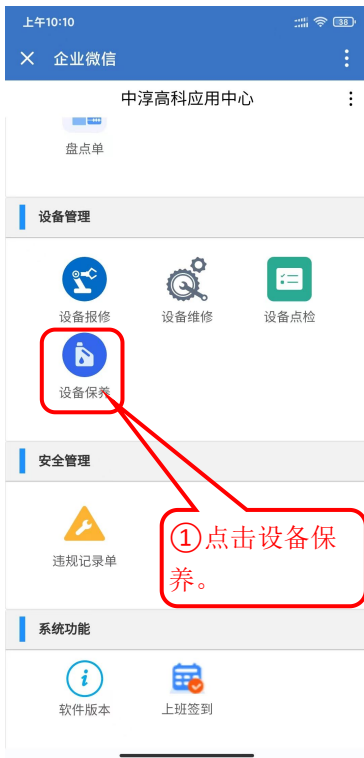 上午10:10
38
企业微信
中淳高科应用中心
盘点单
设备管理
设备报修 设备维修 设备点检
设备保养
安全管理
违规记录单
①点击设备保
养。
系统功能
软件版本 上班签到